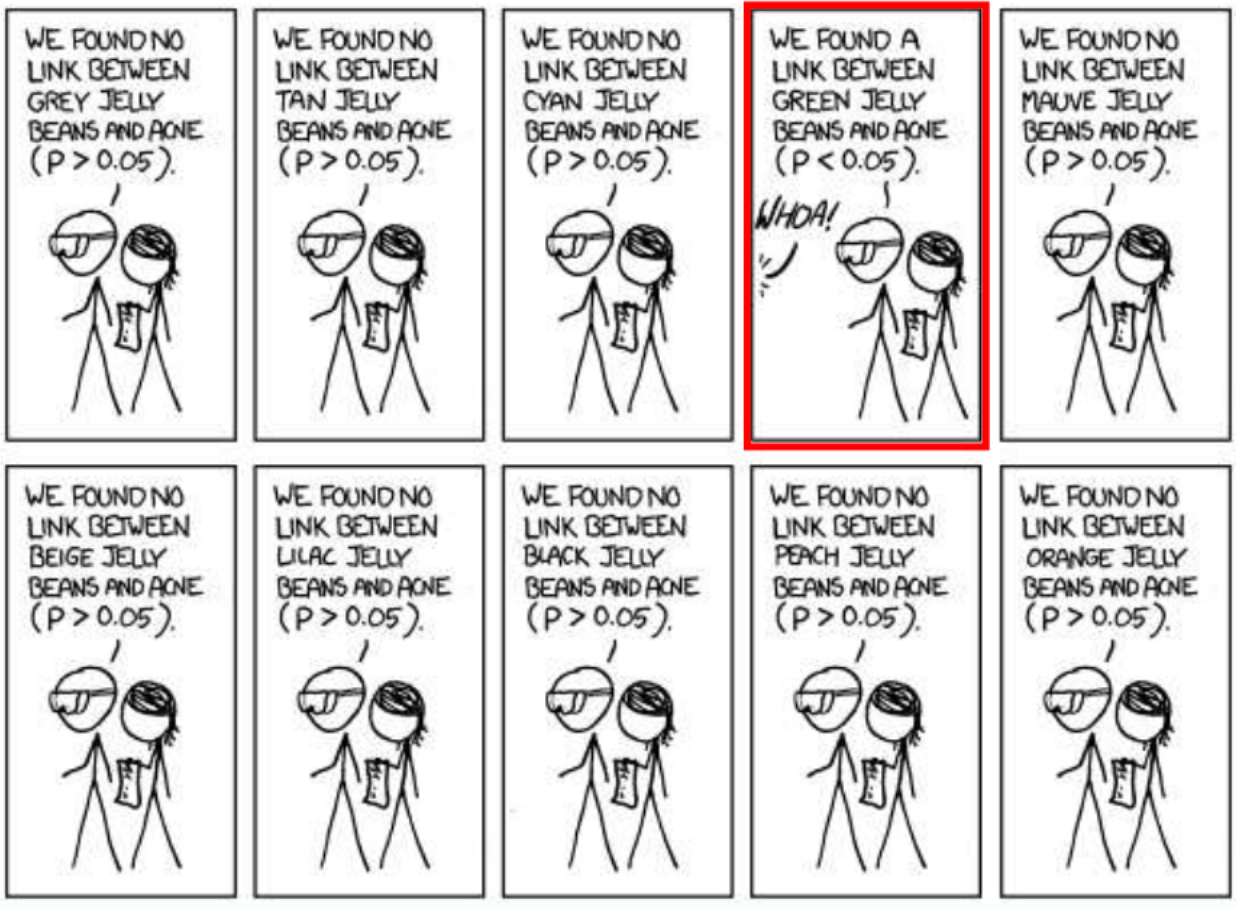 WE FOUND NO
LINK BETWEEN
GREY JELLY
BEANS AND ACNE
(P > 0.05).
WE FOUND NO
LINK BETWEEN
TAN JELLY
BEANS AND ACNE
(P > 0.05).
WE FOUND NO
LINK BETWEEN
CYAN JELLY
BEANS AND ACNE
(P > 0.05).
WE FOUND A
LINK BETWEEN
GREEN JELLY
BEANS AND ACNE
(P < 0.05).
WHOA!
WE FOUND NO
LINK BETWEEN
MAUVE JELLY
BEANS AND ACNE
(P > 0.05).
WE FOUND NO
LINK BETWEEN
BEIGE JELLY
BEANS AND ACNE
(P > 0.05).
WE FOUND NO
LINK BETWEEN
LILAC JELLY
BEANS AND ACNE
(P > 0.05).
WE FOUND NO
LINK BETWEEN
BLACK JELLY
BEANS AND ACNE
(P > 0.05).
WE FOUND NO
LINK BETWEEN
PEACH JELLY
BEANS AND ACNE
(P > 0.05).
WE FOUND NO
LINK BETWEEN
ORANGE JELLY
BEANS AND ACNE
(P > 0.05).